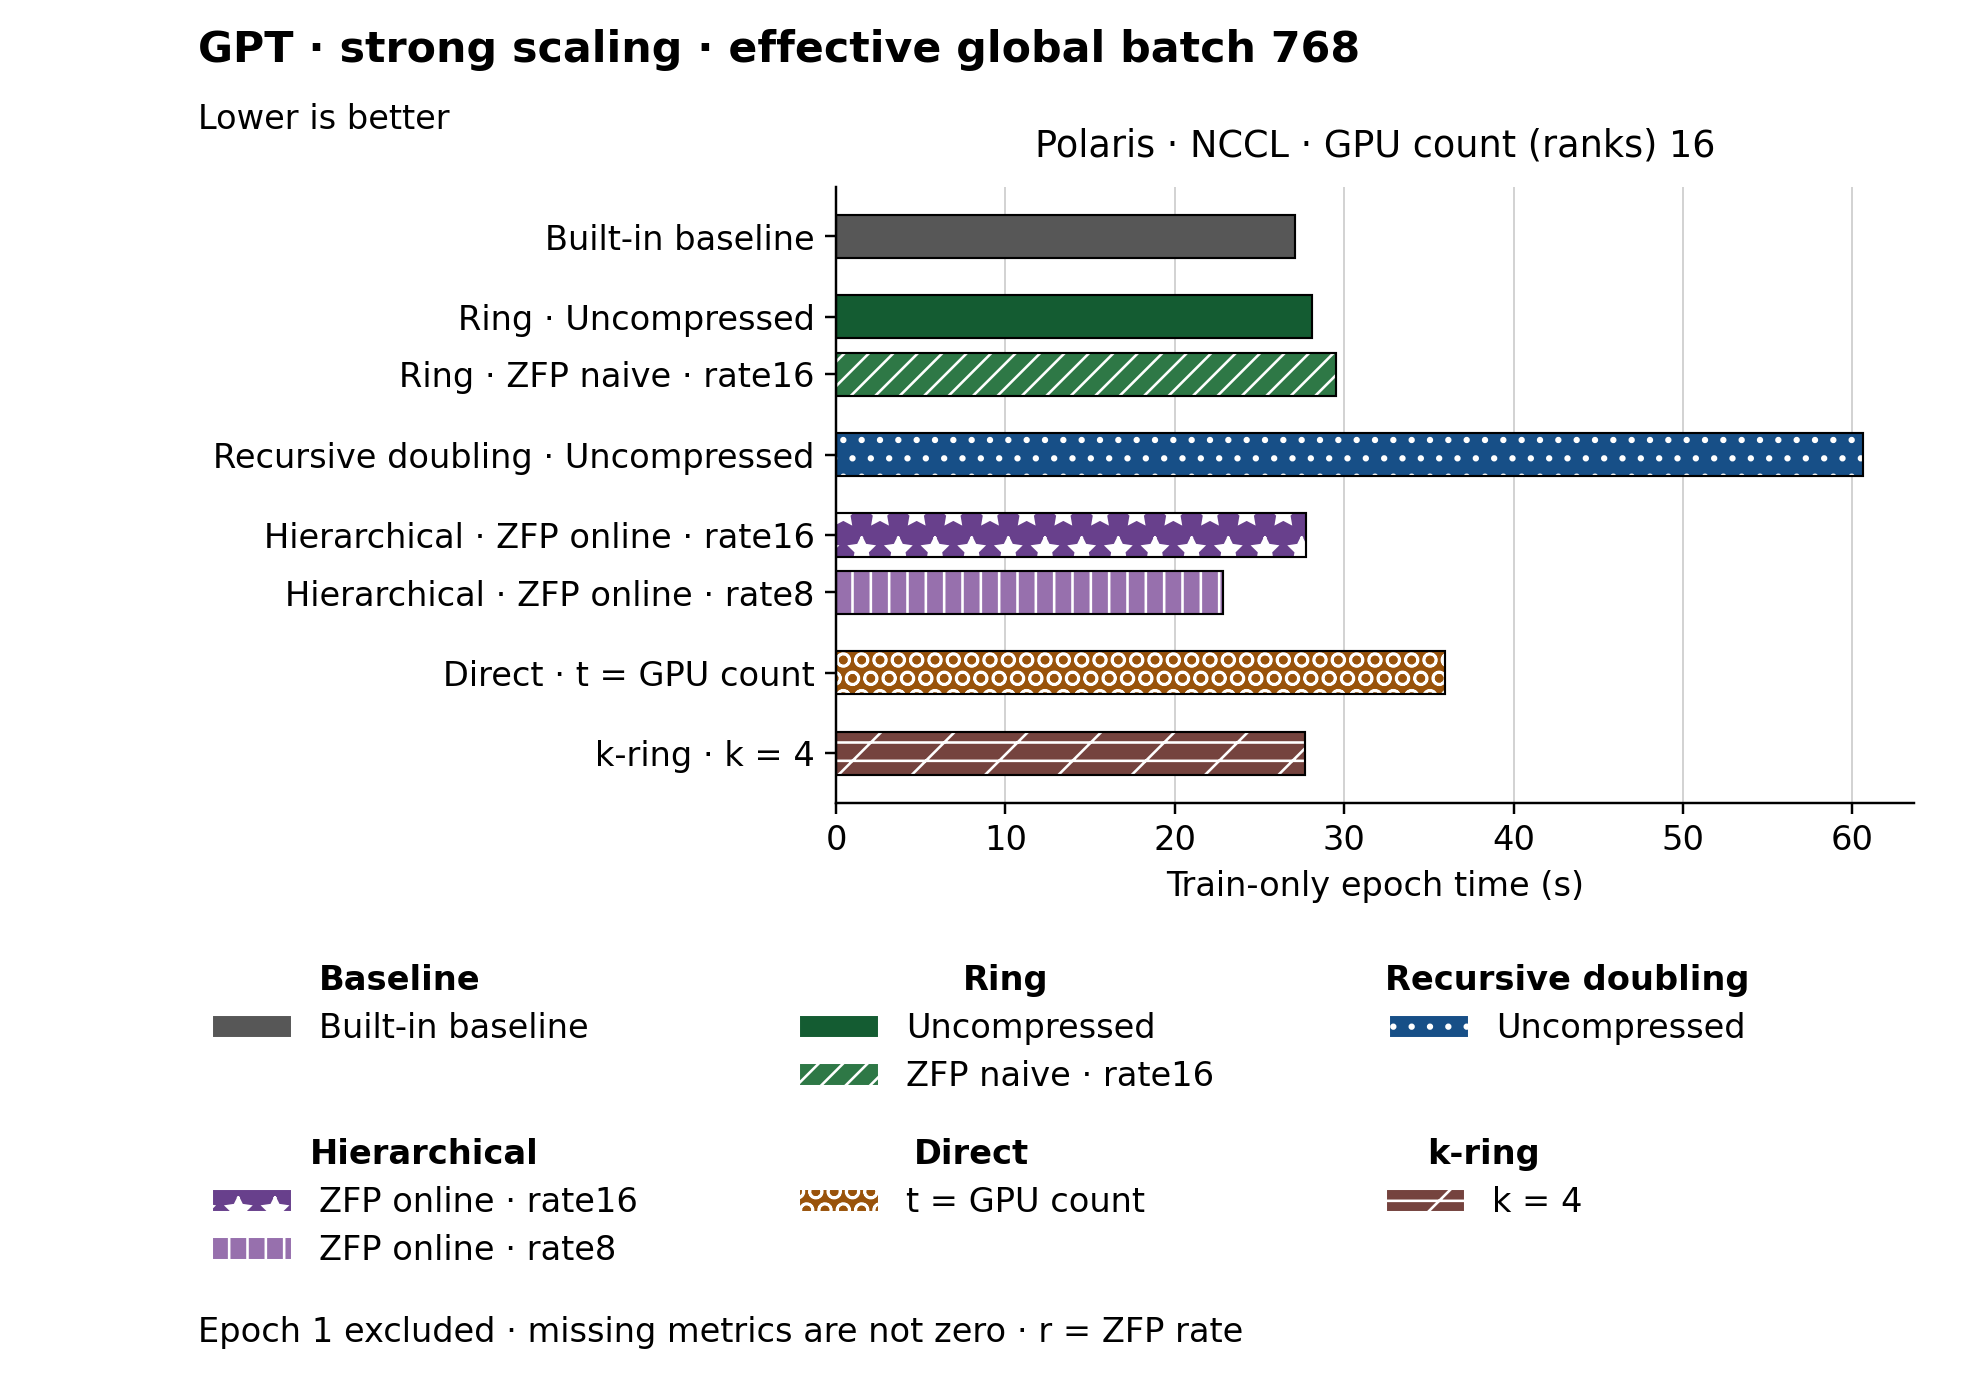 GPT · strong scaling · effective global batch 768
Lower is better
Polaris · NCCL · GPU count (ranks) 16
Built-in baseline
Ring · Uncompressed
Ring · ZFP naive · rate16
Recursive doubling · Uncompressed
Hierarchical · ZFP online · rate16
Hierarchical · ZFP online · rate8
Direct · t = GPU count
k-ring · k = 4
0 10 20 30 40 50 60
Train-only epoch time (s)
Baseline
Built-in baseline
Ring
Uncompressed
ZFP naive · rate16
Recursive doubling
Uncompressed
Hierarchical
ZFP online · rate16
ZFP online · rate8
Direct
t = GPU count
k-ring
k = 4
Epoch 1 excluded · missing metrics are not zero · r = ZFP rate